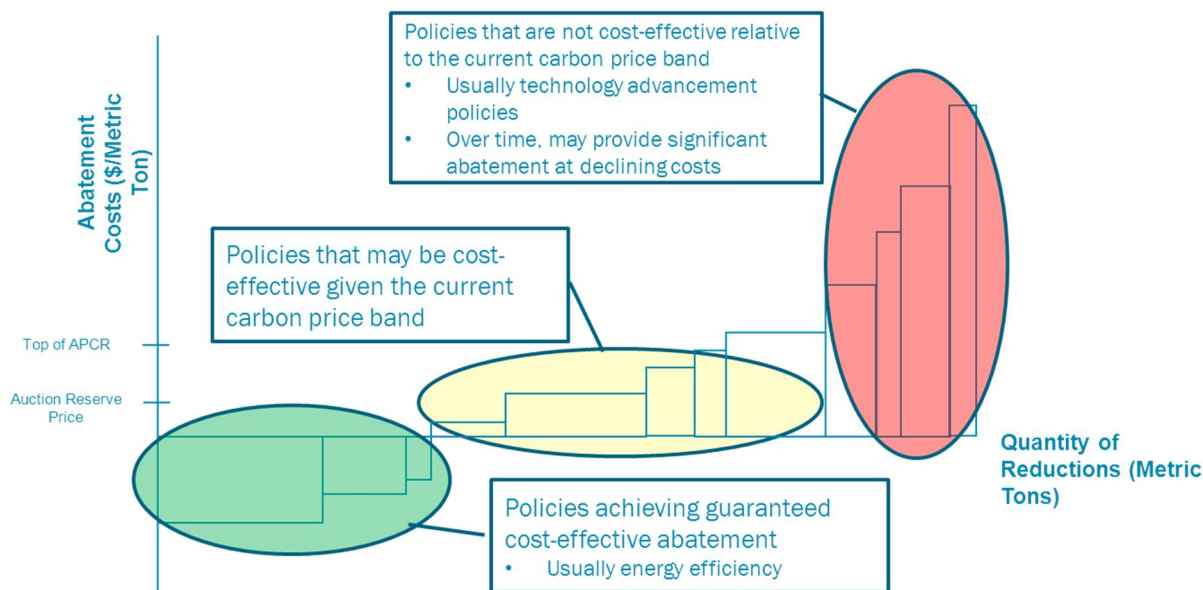 Policies that are not cost-effective relative
to the current carbon price band
• Usually technology advancement
policies
• Over time, may provide significant
abatement at declining costs
Abatement
Costs ($/Metric
Ton)
Policies that may be cost-
effective given the current
carbon price band
Top of APCR
Auction Reserve
Price
Quantity of
Reductions (Metric
Tons)
Policies achieving guaranteed
cost-effective abatement
• Usually energy efficiency